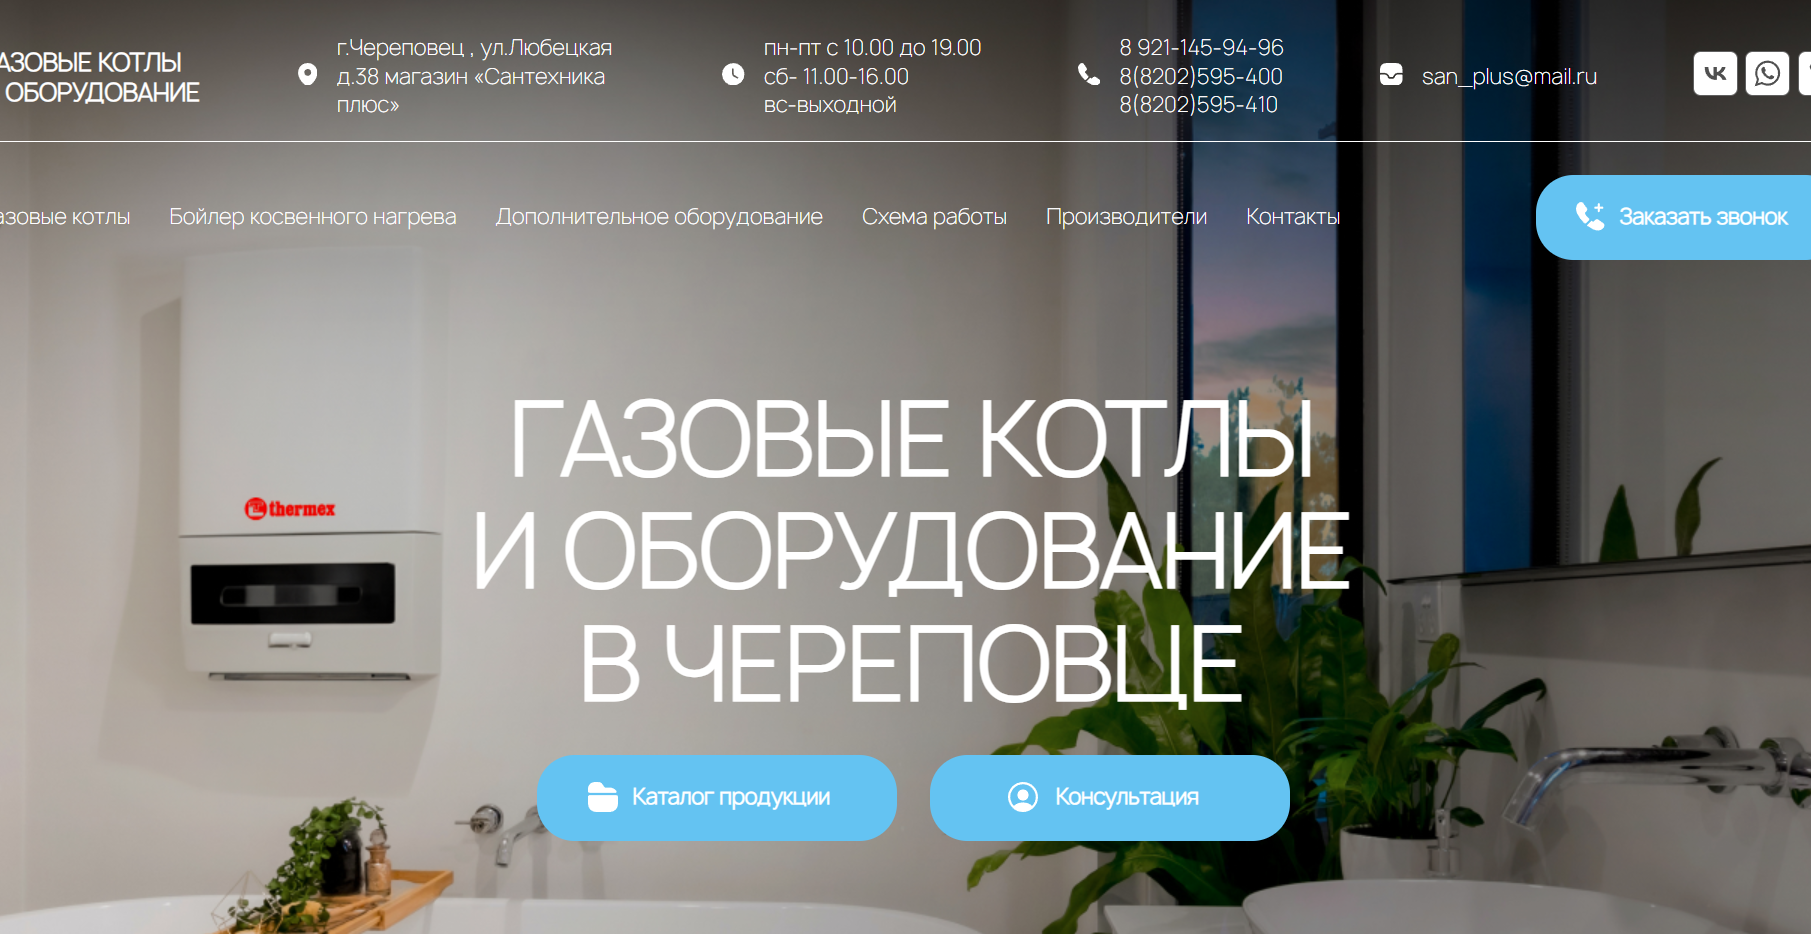 АЗОВЫЕ КОТЛЫ
ОБОРУДОВАНИЕ
г.Череповец , ул.Любецкая
д.38 магазин «Сантехника
плюс»
пн-пт с 10.00 до 19.00
сб- 11.00-16.00
вс-выходной
8 921-145-94-96
8(8202)595-400
8(8202)595-410
san_plus@mail.ru
азовые котлы
Бойлер косвенного нагрева
Дополнительное оборудование
Схема работы
Производители
Контакты
Заказать звонок
thermex
ГАЗОВЫЕ КОТЛЫ
И ОБОРУДОВАНИЕ
В ЧЕРЕПОВЦЕ
Каталог продукции
Консультация